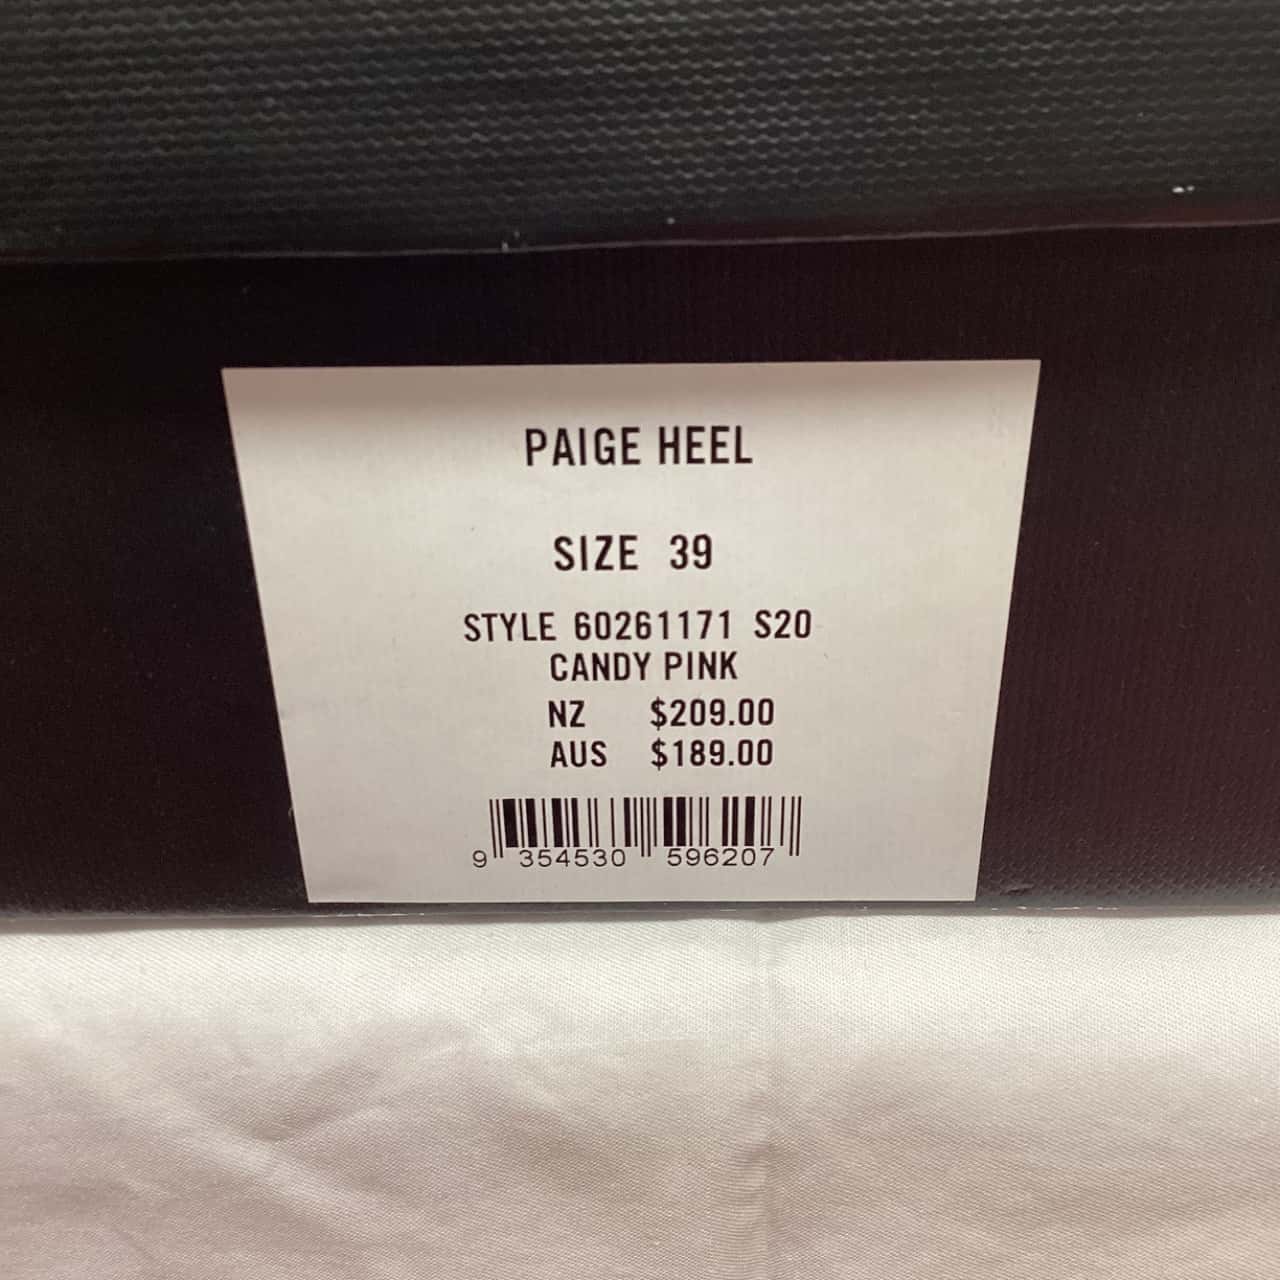 PAIGE HEEL
SIZE 39
STYLE 60261171 S20
CANDY PINK
NZ $209.00
AUS $189.00
9 354530 596207